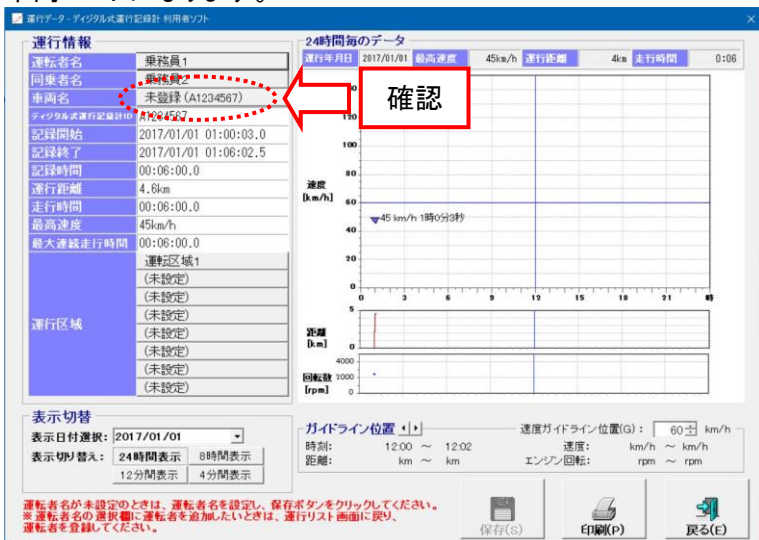 運行データ - ディジタル式運行記録計 利用者ソフト
運行情報
運転者名 乗務員1
同乗者名 乗務員2
車両名 未登録(A1234567)
ディジタル式運行記録計ID A1234567
記録開始 2017/01/01 01:00:03.0
記録終了 2017/01/01 01:06:02.5
記録時間 00:06:00.0
運行距離 4.6km
走行時間 00:06:00.0
最高速度 45km/h
最大連続走行時間 00:06:00.0
運行区域
運転区域1
(未設定)
(未設定)
(未設定)
(未設定)
(未設定)
(未設定)
(未設定)
表示切替
表示日付選択: 2017/01/01
表示切り替え: 24時間表示 8時間表示
12分間表示 4分間表示
24時間毎のデータ
運行年月日 2017/01/01 最高速度 45km/h 運行距離 4km 走行時間 0:06
確認
速度
[km/h]
120
100
80
60
40
20
0
45 km/h 1時0分3秒
0 3 6 9 12 15 18 21 時
距離
[km]
5
0
回転数
[rpm]
4000
2000
0
ガイドライン位置
時刻: 12:00 ～ 12:02
距離: km ～ km
速度ガイドライン位置(G): 60 km/h
速度: km/h ～ km/h
エンジン回転: rpm ～ rpm
運転者名が未設定のときは、運転者名を設定し、保存ボタンをクリックしてください。
※ 運転者名の選択欄に運転者を追加したいときは、運行リスト画面に戻り、
運転者を登録してください。
保存(S) 印刷(P) 戻る(E)